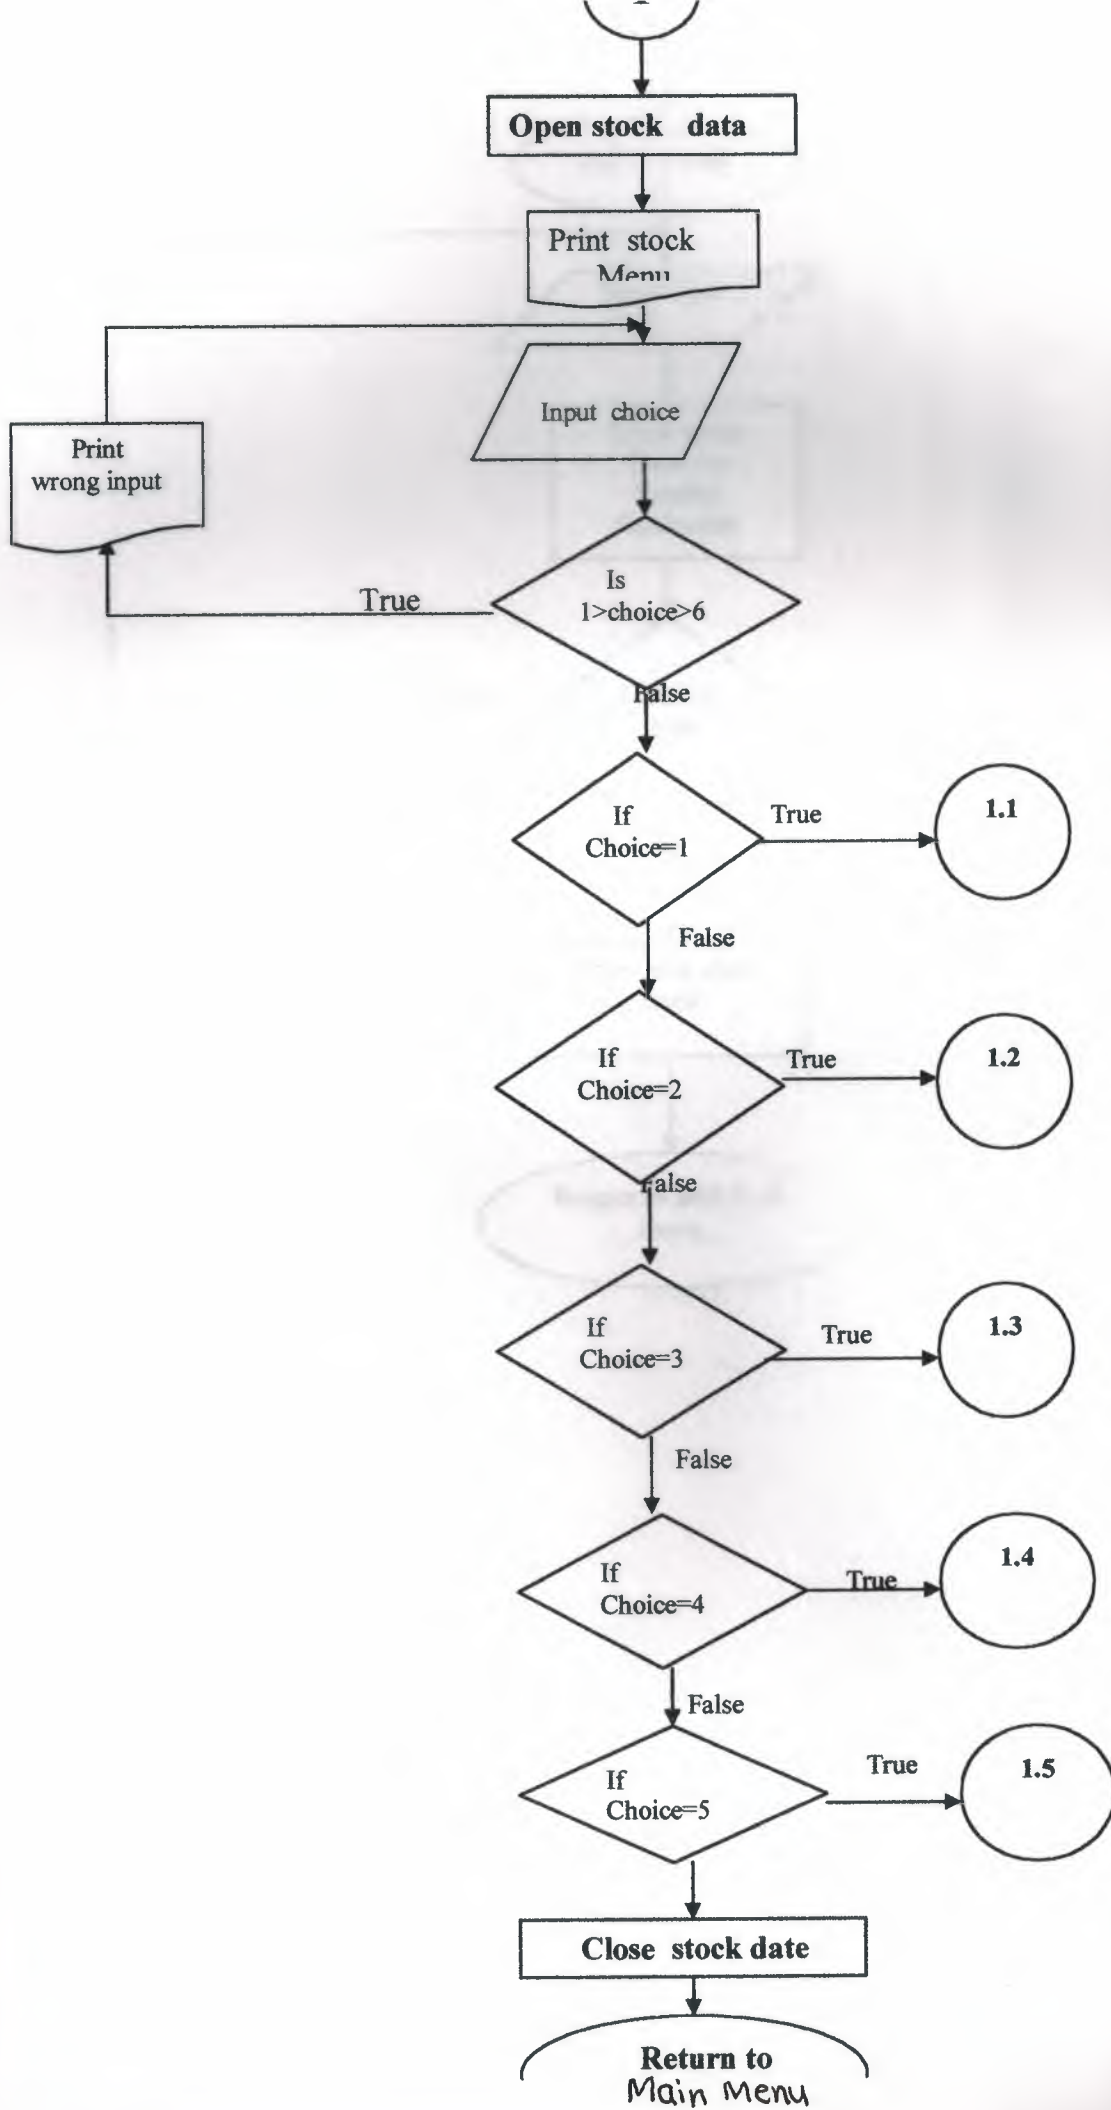 Open stock data
Print stock
Menu
Input choice
Print
wrong input
Is
1>choice>6
True
False
If
Choice=1
True
1.1
False
If
Choice=2
True
1.2
False
If
Choice=3
True
1.3
False
If
Choice=4
True
1.4
False
If
Choice=5
True
1.5
Close stock date
Return to
Main Menu